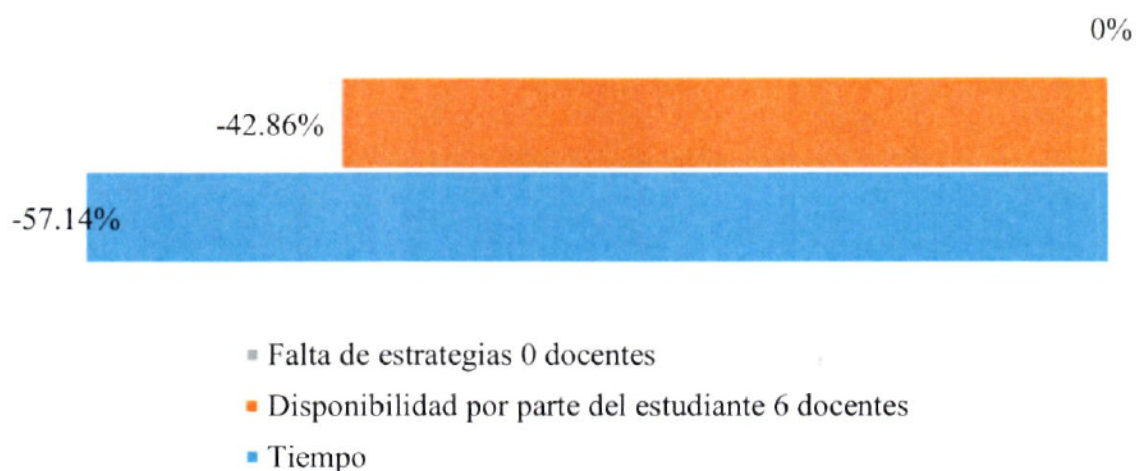 0%
-42.86%
-57.14%
Falta de estrategias 0 docentes
Disponibilidad por parte del estudiante 6 docentes
Tiempo